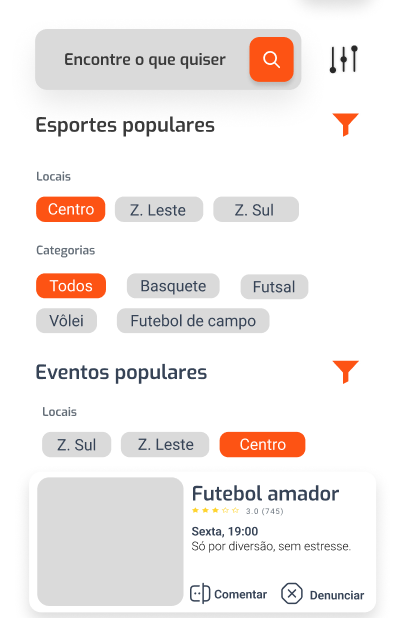 Encontre o que quiser
Esportes populares
Locais
Centro Z. Leste Z. Sul
Categorias
Todos Basquete Futsal
Vôlei Futebol de campo
Eventos populares
Locais
Z. Sul Z. Leste Centro
Futebol amador
3.0 (745)
Sexta, 19:00
Só por diversão, sem estresse.
Comentar Denunciar